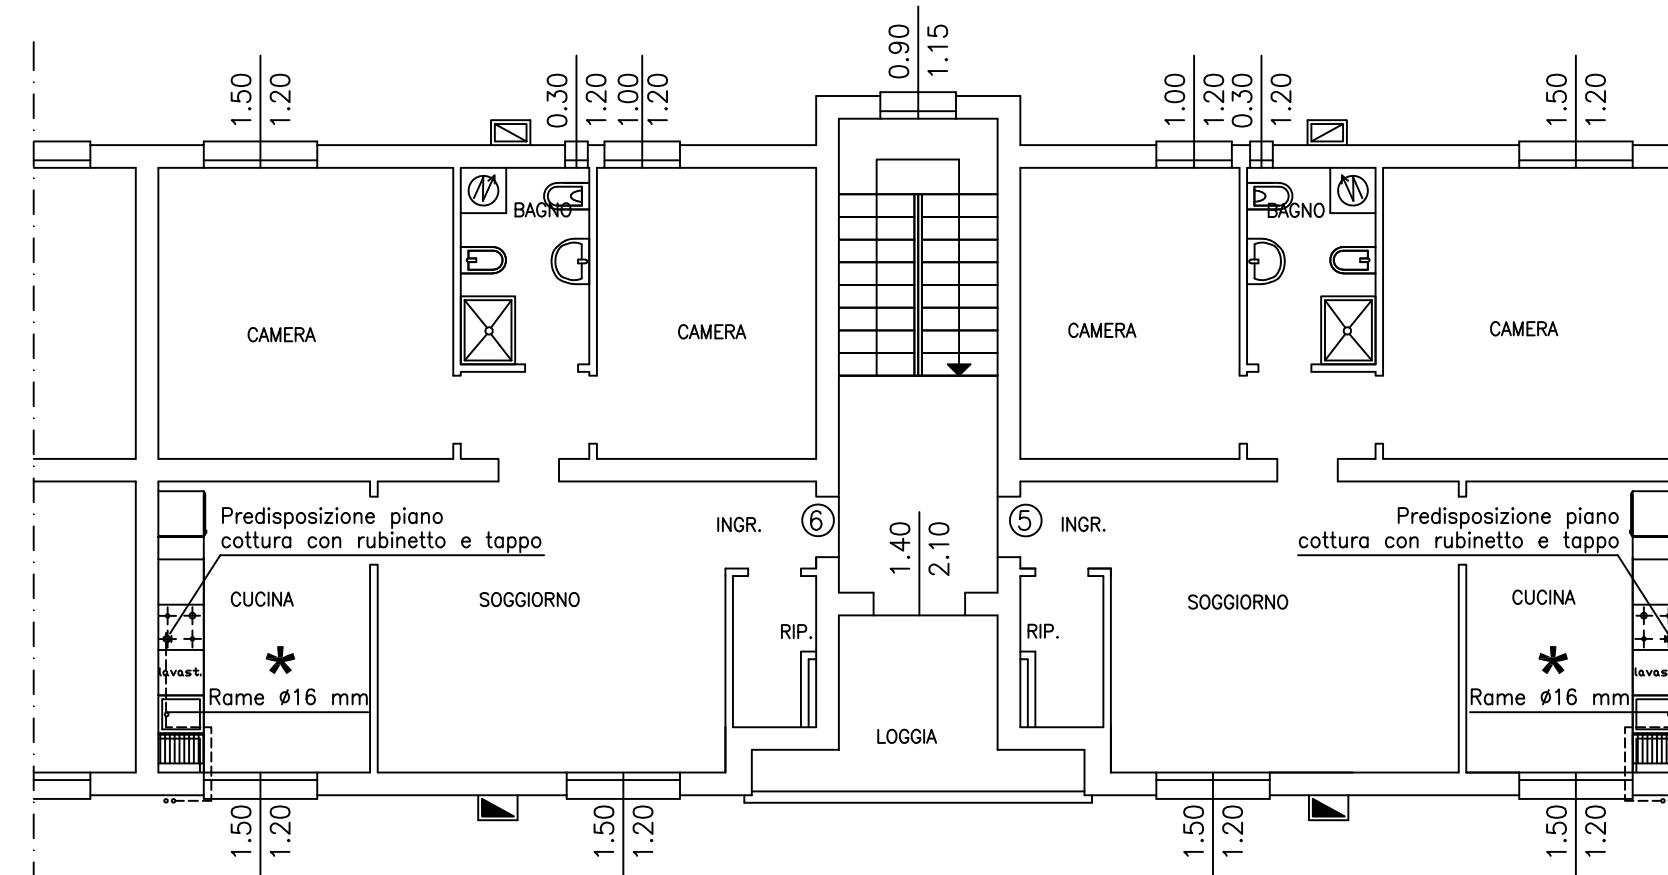 0.90
1.15
1.50
1.20
0.30
1.20
1.00
1.20
1.00
1.20
0.30
1.20
1.50
1.20
BAGNO
BAGNO
CAMERA
CAMERA
CAMERA
CAMERA
Predisposizione piano
cottura con rubinetto e tappo
INGR.
6
5
INGR.
Predisposizione piano
cottura con rubinetto e tappo
1.40
2.10
CUCINA
SOGGIORNO
SOGGIORNO
CUCINA
RIP.
RIP.
*
*
lavast.
lavast
Rame ø16 mm
Rame ø16 mm
LOGGIA
1.50
1.20
1.50
1.20
1.50
1.20
1.50
1.20